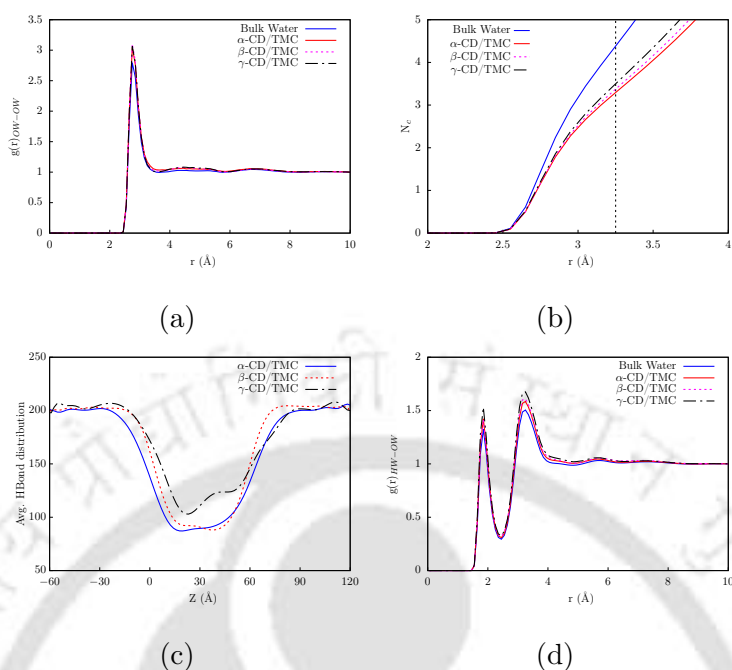 Bulk Water
α-CD/TMC
β-CD/TMC
γ-CD/TMC
3.5
3
2.5
2
1.5
1
0.5
0
g(r)OW−OW
0 2 4 6 8 10
r (Å)
(a)
Bulk Water
α-CD/TMC
β-CD/TMC
γ-CD/TMC
5
4
3
2
1
0
Nc
2 2.5 3 3.5 4
r (Å)
(b)
α-CD/TMC
β-CD/TMC
γ-CD/TMC
250
200
150
100
50
Avg. HBond distribution
−60 −30 0 30 60 90 120
Z (Å)
(c)
Bulk Water
α-CD/TMC
β-CD/TMC
γ-CD/TMC
2
1.5
1
0.5
0
g(r)HW−OW
0 2 4 6 8 10
r (Å)
(d)